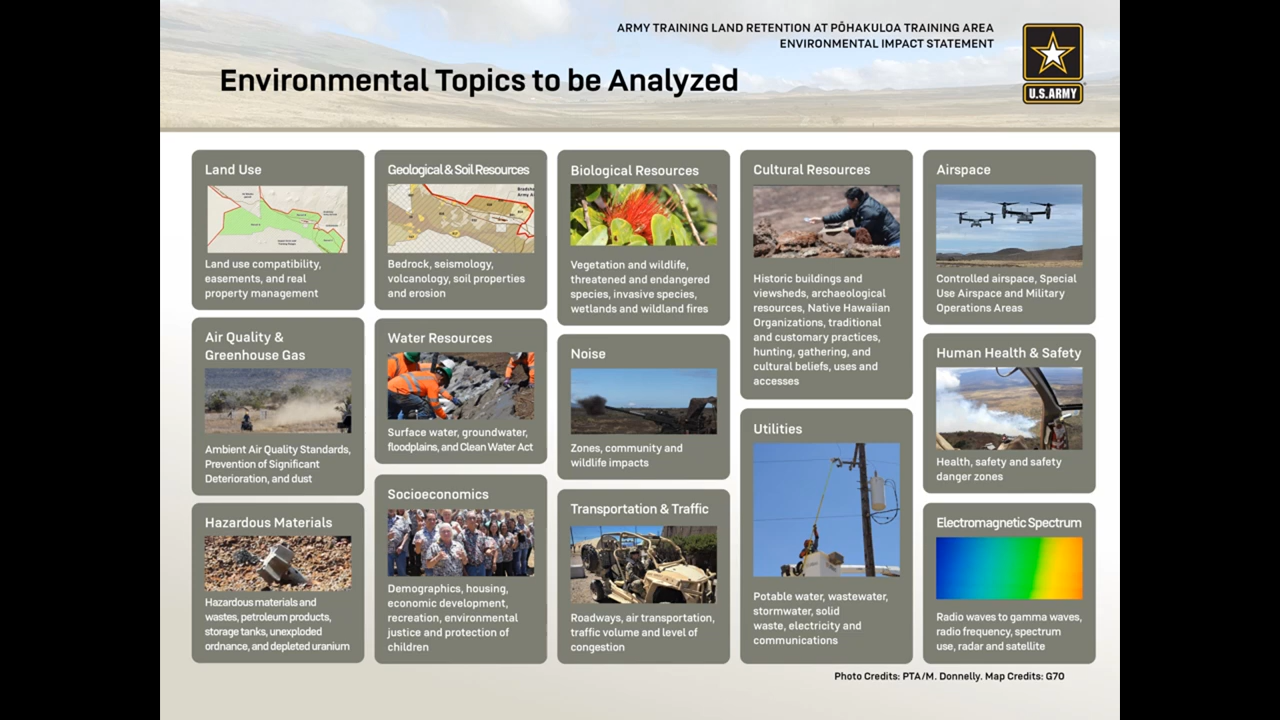 ARMY TRAINING LAND RETENTION AT PŌHAKULOA TRAINING AREA
ENVIRONMENTAL IMPACT STATEMENT
Environmental Topics to be Analyzed
U.S.ARMY
Land Use
Land use compatibility,
easements, and real
property management
Air Quality &
Greenhouse Gas
Ambient Air Quality Standards,
Prevention of Significant
Deterioration, and dust
Hazardous Materials
Hazardous materials and
wastes, petroleum products,
storage tanks, unexploded
ordnance, and depleted uranium
Geological & Soil Resources
Bedrock, seismology,
volcanology, soil properties
and erosion
Water Resources
Surface water, groundwater,
floodplains, and Clean Water Act
Socioeconomics
Demographics, housing,
economic development,
recreation, environmental
justice and protection of
children
Biological Resources
Vegetation and wildlife,
threatened and endangered
species, invasive species,
wetlands and wildland fires
Noise
Zones, community and
wildlife impacts
Transportation & Traffic
Roadways, air transportation,
traffic volume and level of
congestion
Cultural Resources
Historic buildings and
viewsheds, archaeological
resources, Native Hawaiian
Organizations, traditional
and customary practices,
hunting, gathering, and
cultural beliefs, uses and
accesses
Utilities
Potable water, wastewater,
stormwater, solid
waste, electricity and
communications
Airspace
Controlled airspace, Special
Use Airspace and Military
Operations Areas
Human Health & Safety
Health, safety and safety
danger zones
Electromagnetic Spectrum
Radio waves to gamma waves,
radio frequency, spectrum
use, radar and satellite
Photo Credits: PTA/M. Donnelly. Map Credits: G70